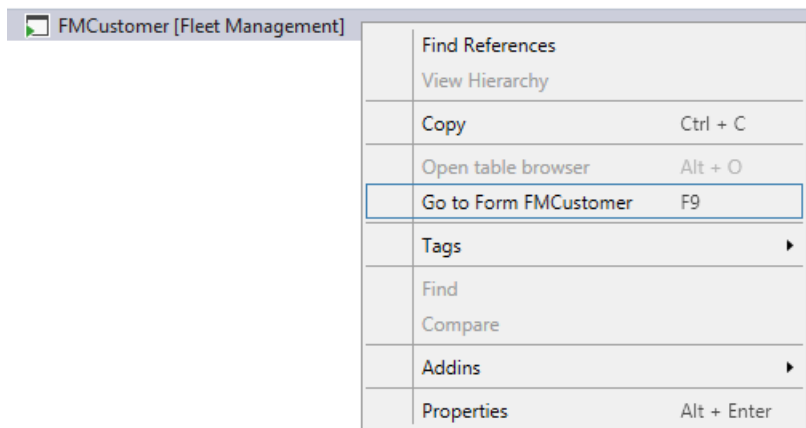 FMCustomer [Fleet Management]
Find References
View Hierarchy
Copy Ctrl + C
Open table browser Alt + O
Go to Form FMCustomer F9
Tags
Find
Compare
Addins
Properties Alt + Enter